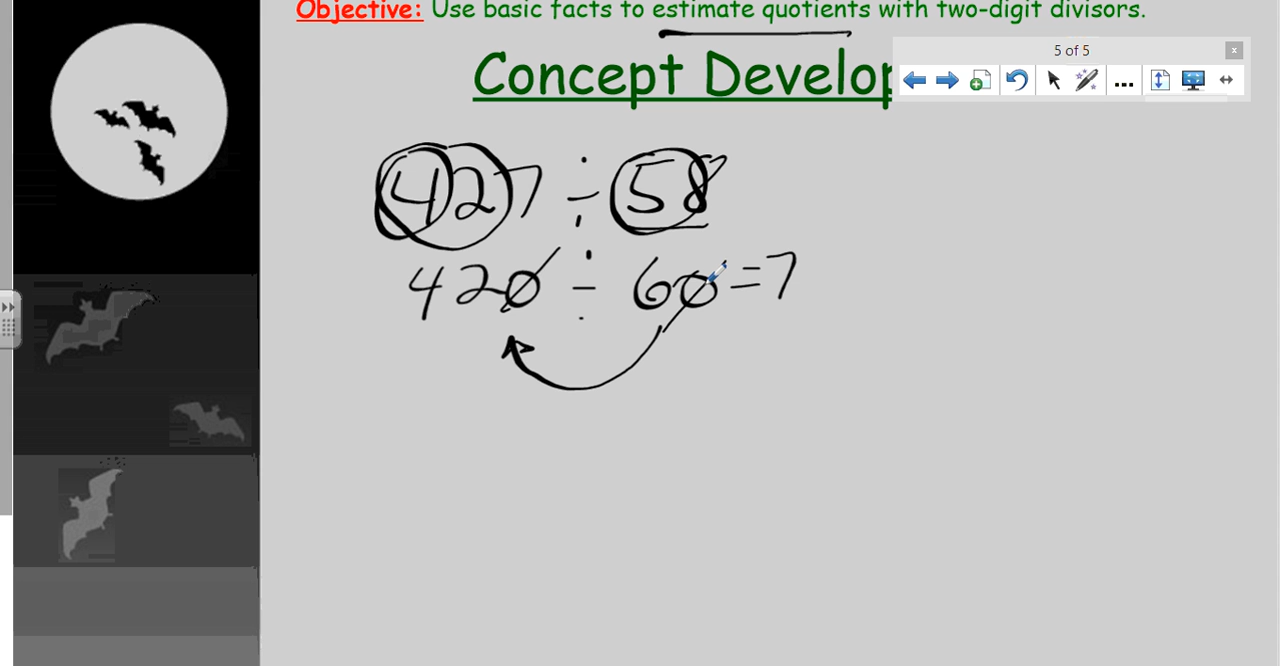 Objective: Use basic facts to estimate quotients with two-digit divisors.
5 of 5
Concept Develop
427 ÷ 58
420 ÷ 60 = 7